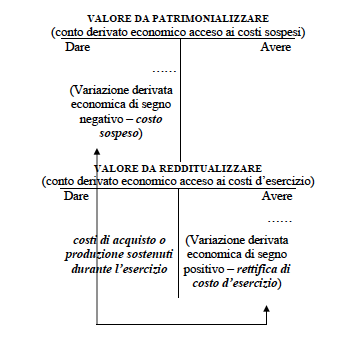 VALORE DA PATRIMONIALIZZARE
(conto derivato economico acceso ai costi sospesi)
Dare Avere
……
(Variazione derivata
economica di segno
negativo – costo
sospeso)
VALORE DA REDDITUALIZZARE
(conto derivato economico acceso ai costi d’esercizio)
Dare Avere
……
costi di acquisto o
produzione sostenuti
durante l’esercizio
(Variazione derivata
economica di segno
positivo – rettifica di
costo d’esercizio)